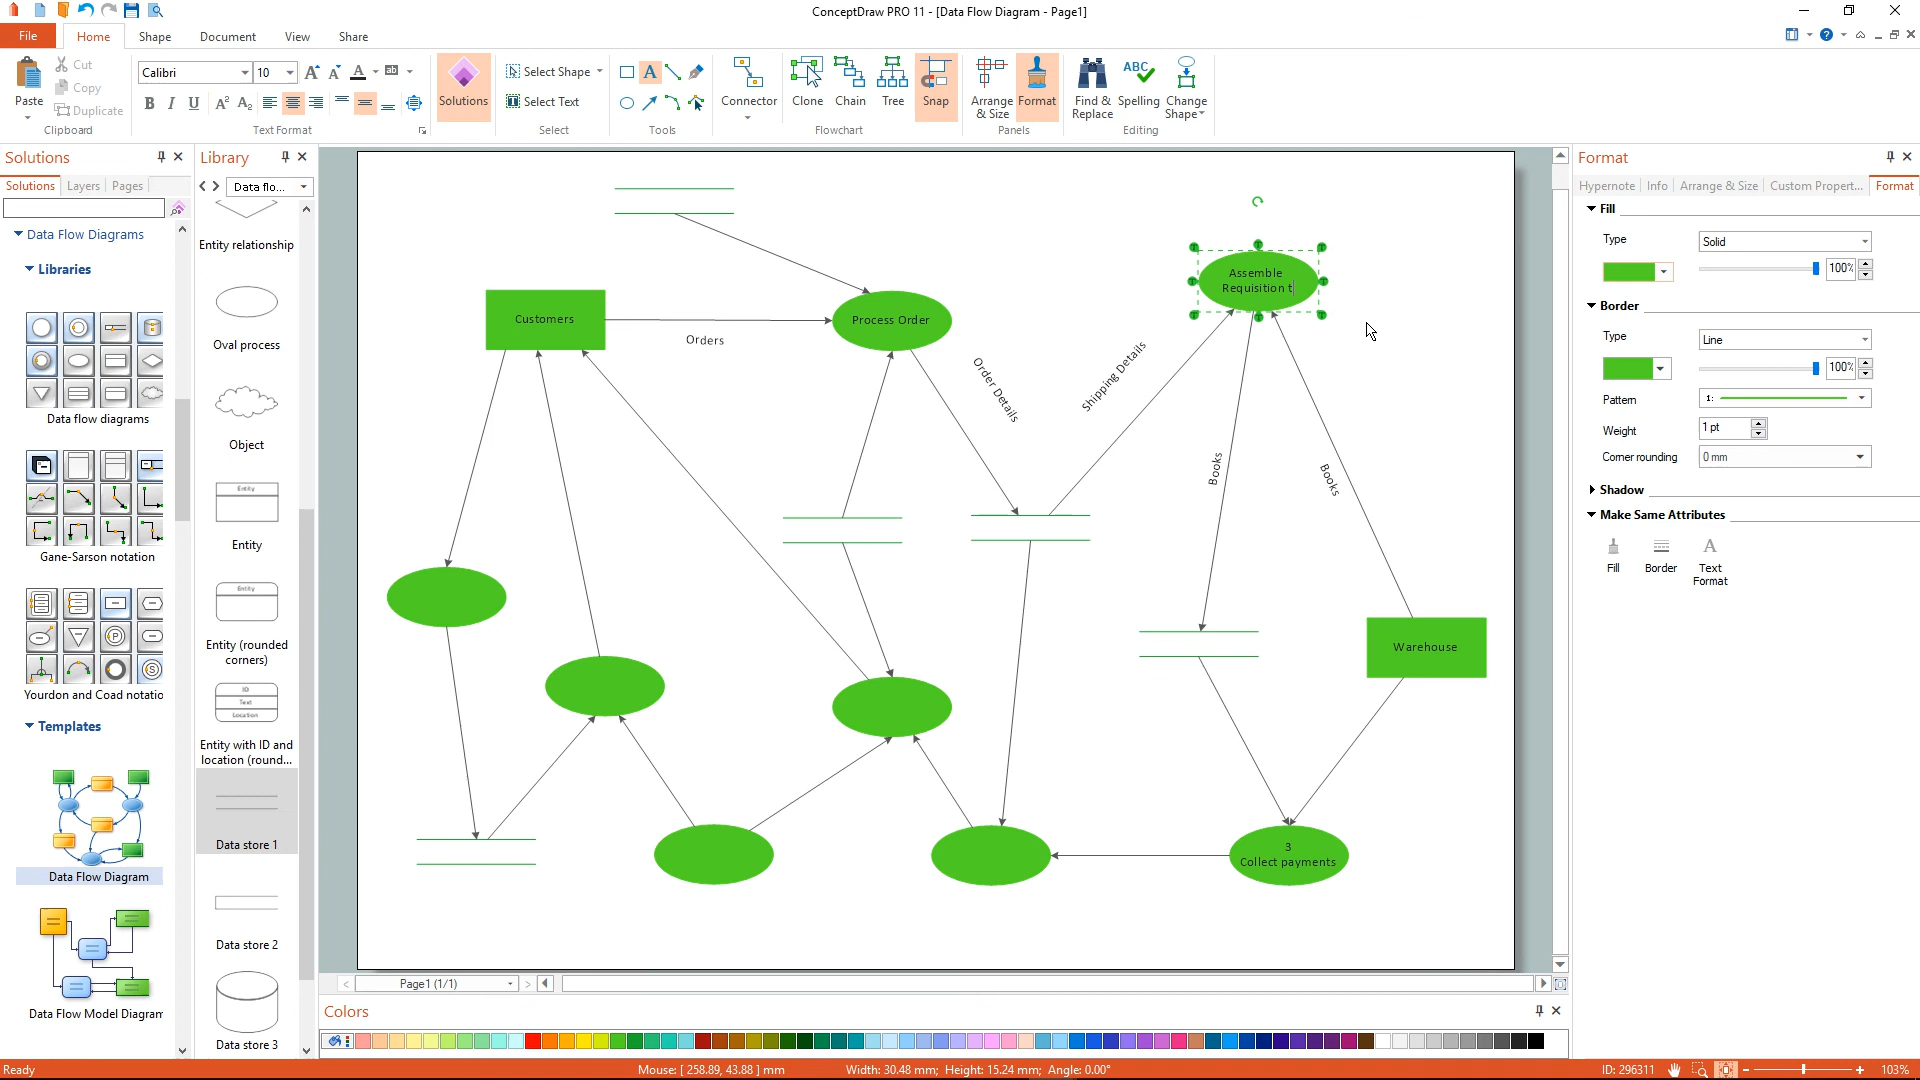 ConceptDraw PRO 11 - [Data Flow Diagram - Page1]
File
Home
Shape
Document
View
Share
Paste
Cut
Copy
Duplicate
Clipboard
Calibri
10
B I U A² A₂
Text Format
Solutions
Select Shape
Select Text
Select
Tools
Connector
Clone
Chain
Tree
Snap
Flowchart
Arrange & Size
Format
Panels
Find & Replace
ABC
Spelling
Change Shape
Editing
Solutions
Solutions
Layers
Pages
Data Flow Diagrams
Libraries
Data flow diagrams
Gane-Sarson notation
Yourdon and Coad notatio
Templates
Data Flow Diagram
Data Flow Model Diagram
Library
Data flo...
Entity relationship
Oval process
Object
Entity
Entity
Entity
Entity (rounded
corners)
ID
Text
Location
Entity with ID and
location (round...
Data store 1
Data store 2
Data store 3
Customers
Orders
Process Order
Order Details
Shipping Details
Assemble
Requisition t
Books
Books
Warehouse
3
Collect payments
Page1 (1/1)
Colors
Format
Hypernote
Info
Arrange & Size
Custom Propert...
Format
Fill
Type
Solid
100%
Border
Type
Line
100%
Pattern
1:
Weight
1 pt
Corner rounding
0 mm
Shadow
Make Same Attributes
Fill
Border
Text
Format
Ready
Mouse: [ 258.89, 43.88 ] mm
Width: 30.48 mm; Height: 15.24 mm; Angle: 0.00°
ID: 296311
103%